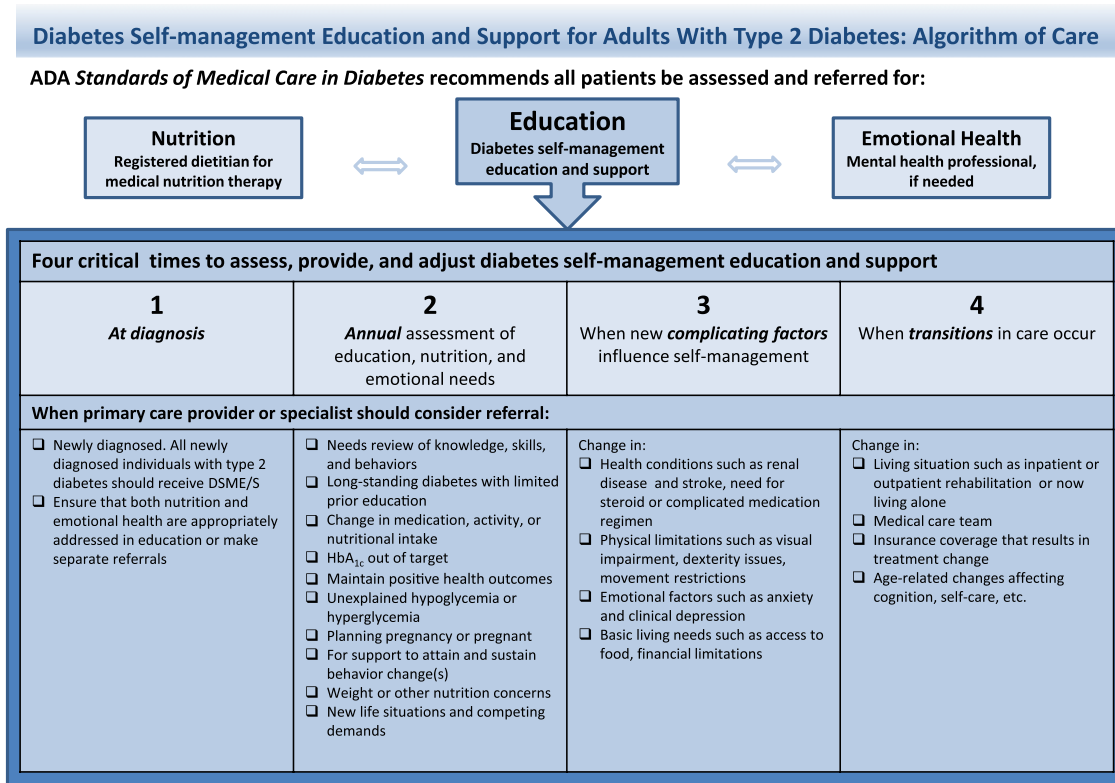 Diabetes Self-management Education and Support for Adults With Type 2 Diabetes: Algorithm of Care
ADA Standards of Medical Care in Diabetes recommends all patients be assessed and referred for:
Nutrition
Registered dietitian for
medical nutrition therapy
Education
Diabetes self-management
education and support
Emotional Health
Mental health professional,
if needed
Four critical times to assess, provide, and adjust diabetes self-management education and support
1
At diagnosis
2
Annual assessment of
education, nutrition, and
emotional needs
3
When new complicating factors
influence self-management
4
When transitions in care occur
When primary care provider or specialist should consider referral:
❑ Newly diagnosed. All newly
diagnosed individuals with type 2
diabetes should receive DSME/S
❑ Ensure that both nutrition and
emotional health are appropriately
addressed in education or make
separate referrals
❑ Needs review of knowledge, skills,
and behaviors
❑ Long-standing diabetes with limited
prior education
❑ Change in medication, activity, or
nutritional intake
❑ HbA1c out of target
❑ Maintain positive health outcomes
❑ Unexplained hypoglycemia or
hyperglycemia
❑ Planning pregnancy or pregnant
❑ For support to attain and sustain
behavior change(s)
❑ Weight or other nutrition concerns
❑ New life situations and competing
demands
Change in:
❑ Health conditions such as renal
disease and stroke, need for
steroid or complicated medication
regimen
❑ Physical limitations such as visual
impairment, dexterity issues,
movement restrictions
❑ Emotional factors such as anxiety
and clinical depression
❑ Basic living needs such as access to
food, financial limitations
Change in:
❑ Living situation such as inpatient or
outpatient rehabilitation or now
living alone
❑ Medical care team
❑ Insurance coverage that results in
treatment change
❑ Age-related changes affecting
cognition, self-care, etc.